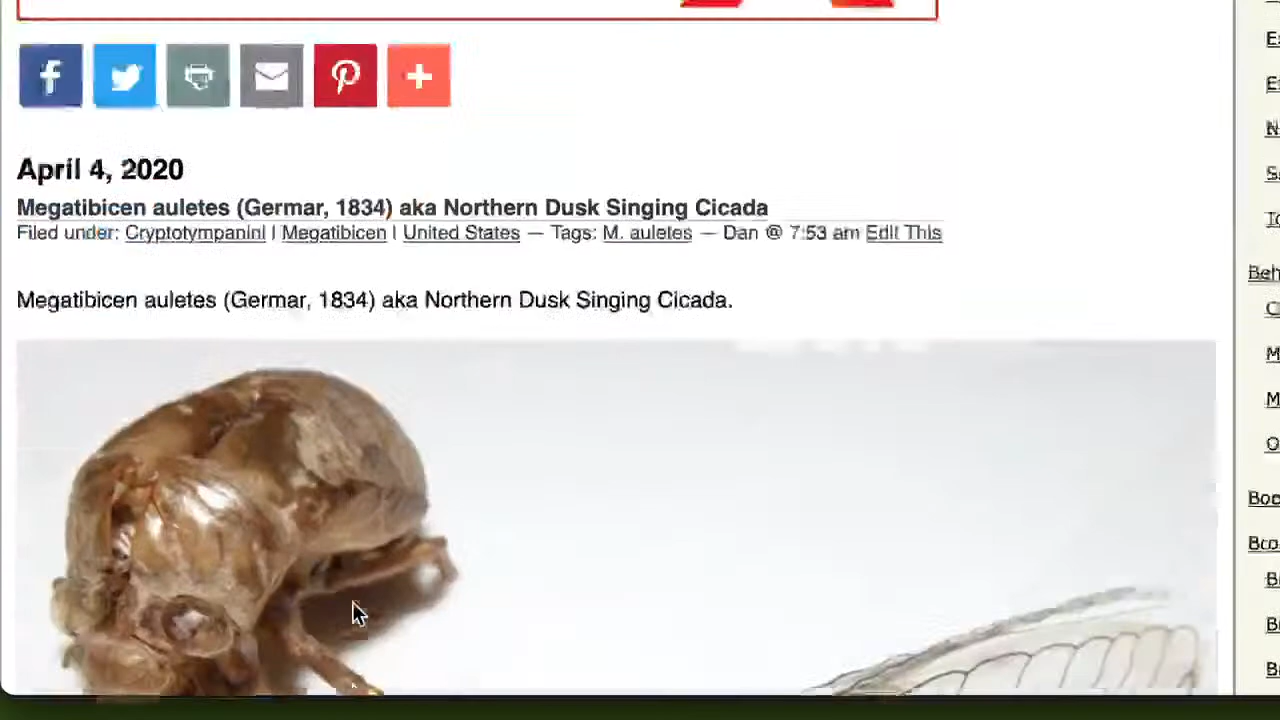 April 4, 2020
Megatibicen auletes (Germar, 1834) aka Northern Dusk Singing Cicada
Filed under: Cryptotympanini | Megatibicen | United States — Tags: M. auletes — Dan @ 7:53 am Edit This
Megatibicen auletes (Germar, 1834) aka Northern Dusk Singing Cicada.
Beh